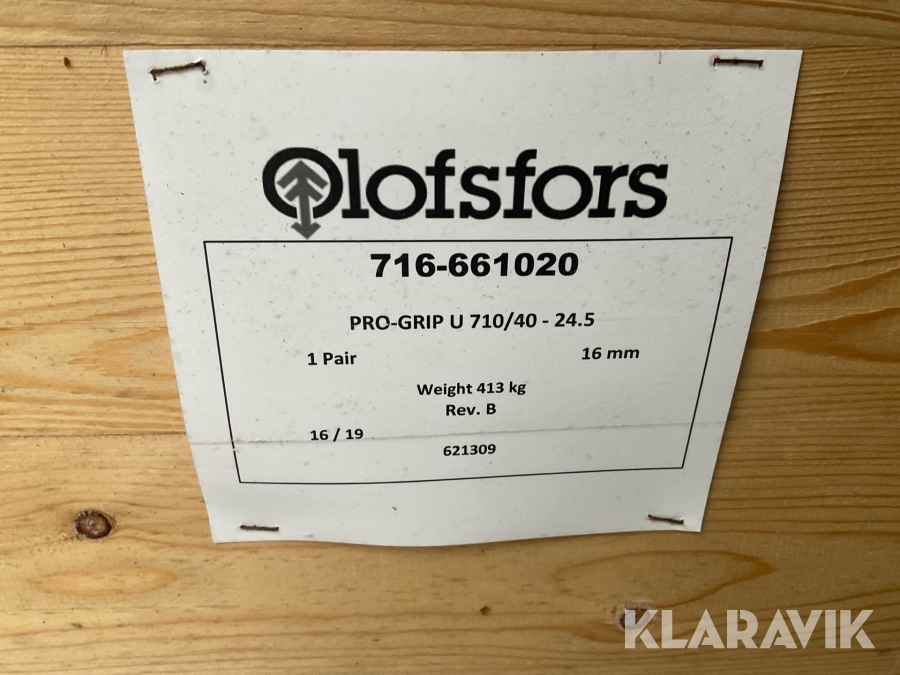 Olofsfors
716-661020
PRO-GRIP U 710/40 - 24.5
1 Pair 16 mm
Weight 413 kg
Rev. B
16 / 19
621309
KLARAVIK